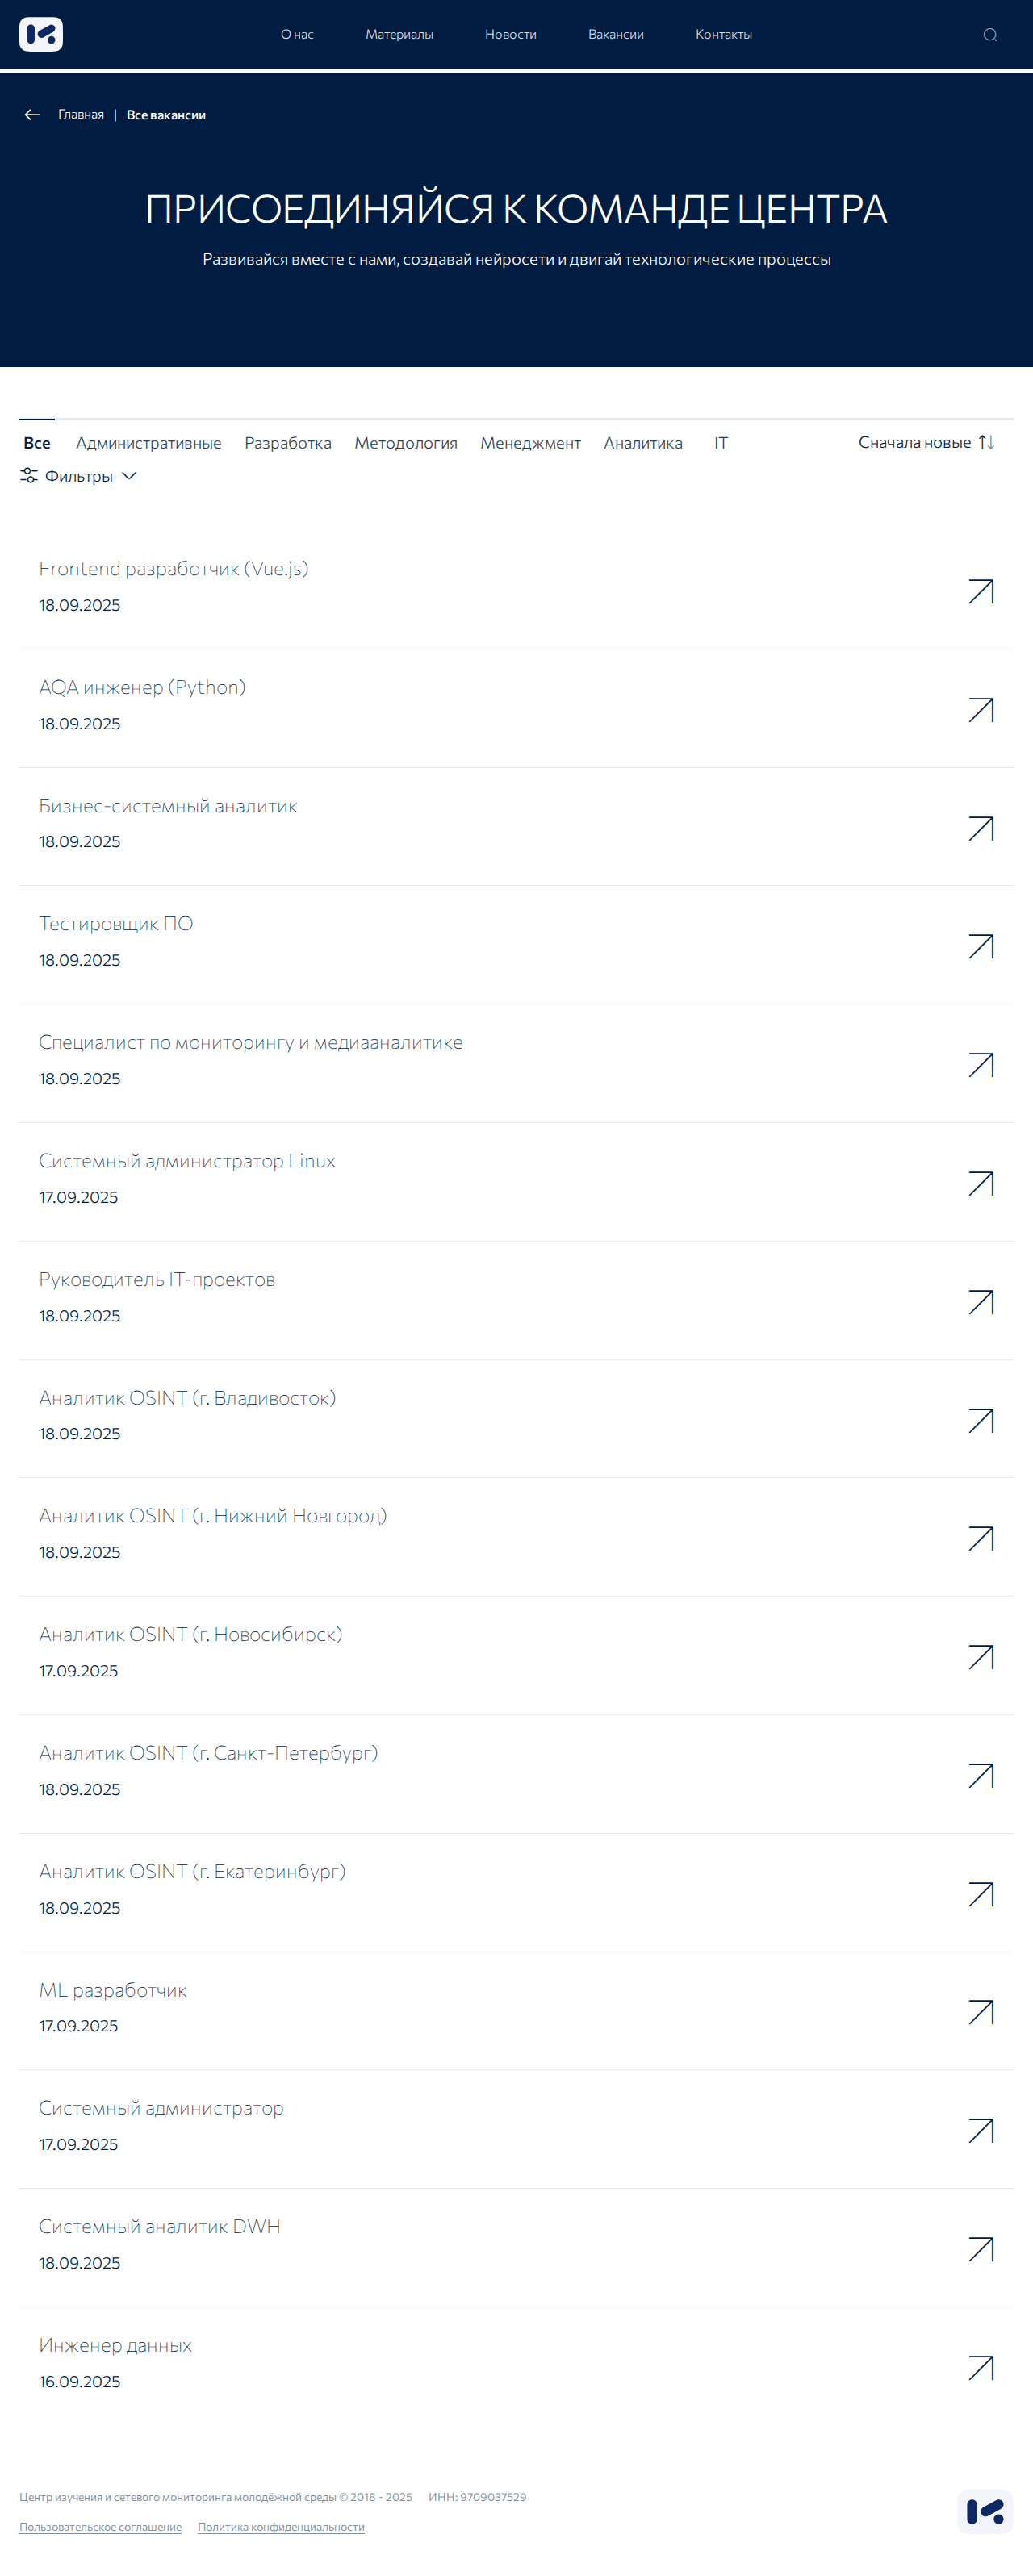 О нас
Материалы
Новости
Вакансии
Контакты
Главная | Все вакансии
ПРИСОЕДИНЯЙСЯ К КОМАНДЕ ЦЕНТРА
Развивайся вместе с нами, создавай нейросети и двигай технологические процессы
Все Административные Разработка Методология Менеджмент Аналитика IT Сначала новые
Фильтры
Frontend разработчик (Vue.js)
18.09.2025
AQA инженер (Python)
18.09.2025
Бизнес-системный аналитик
18.09.2025
Тестировщик ПО
18.09.2025
Специалист по мониторингу и медиааналитике
18.09.2025
Системный администратор Linux
17.09.2025
Руководитель IT-проектов
18.09.2025
Аналитик OSINT (г. Владивосток)
18.09.2025
Аналитик OSINT (г. Нижний Новгород)
18.09.2025
Аналитик OSINT (г. Новосибирск)
17.09.2025
Аналитик OSINT (г. Санкт-Петербург)
18.09.2025
Аналитик OSINT (г. Екатеринбург)
18.09.2025
ML разработчик
17.09.2025
Системный администратор
17.09.2025
Системный аналитик DWH
18.09.2025
Инженер данных
16.09.2025
Центр изучения и сетевого мониторинга молодёжной среды © 2018 - 2025 ИНН: 9709037529
Пользовательское соглашение Политика конфиденциальности